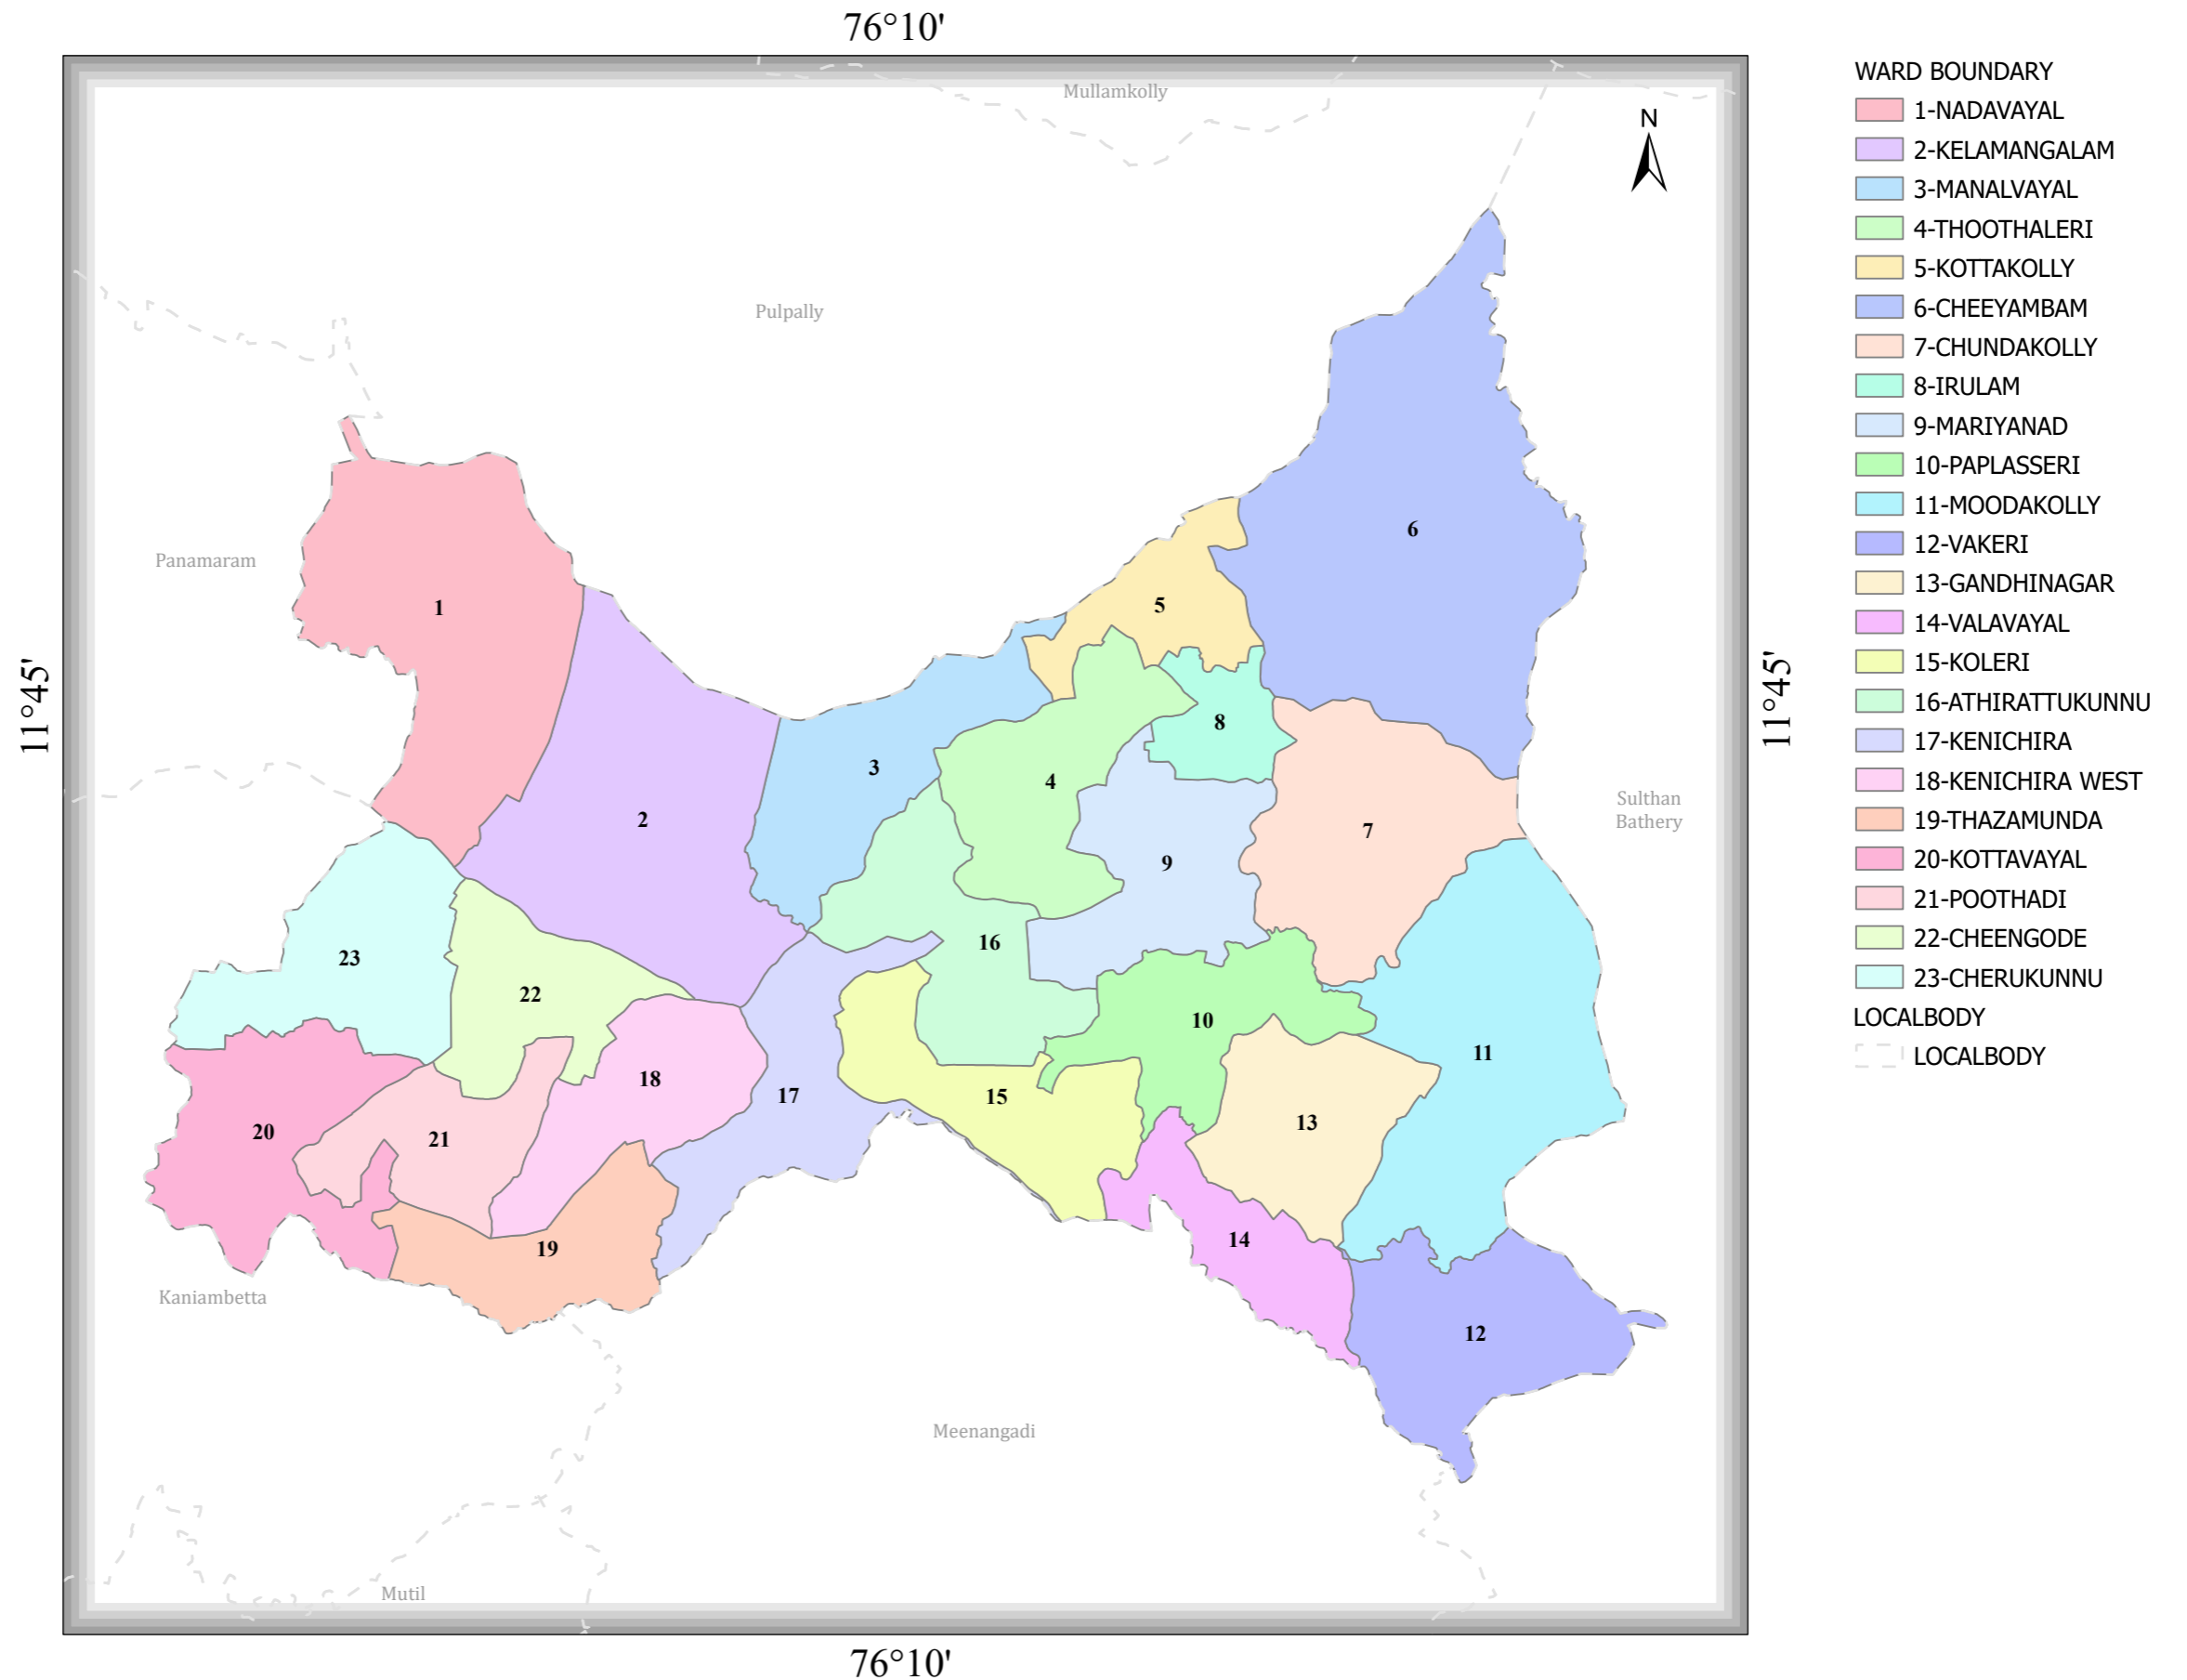 76°10'
Mullamkolly
N
Pulpally
Panamaram
11°45'
11°45'
Sulthan
Bathery
Kaniambetta
Meenangadi
Mutil
76°10'
1
2
3
4
5
6
7
8
9
10
11
12
13
14
15
16
17
18
19
20
21
22
23
WARD BOUNDARY
1-NADAVAYAL
2-KELAMANGALAM
3-MANALVAYAL
4-THOOTHALERI
5-KOTTAKOLLY
6-CHEEYAMBAM
7-CHUNDAKOLLY
8-IRULAM
9-MARIYANAD
10-PAPLASSERI
11-MOODAKOLLY
12-VAKERI
13-GANDHINAGAR
14-VALAVAYAL
15-KOLERI
16-ATHIRATTUKUNNU
17-KENICHIRA
18-KENICHIRA WEST
19-THAZAMUNDA
20-KOTTAVAYAL
21-POOTHADI
22-CHEENGODE
23-CHERUKUNNU
LOCALBODY
LOCALBODY